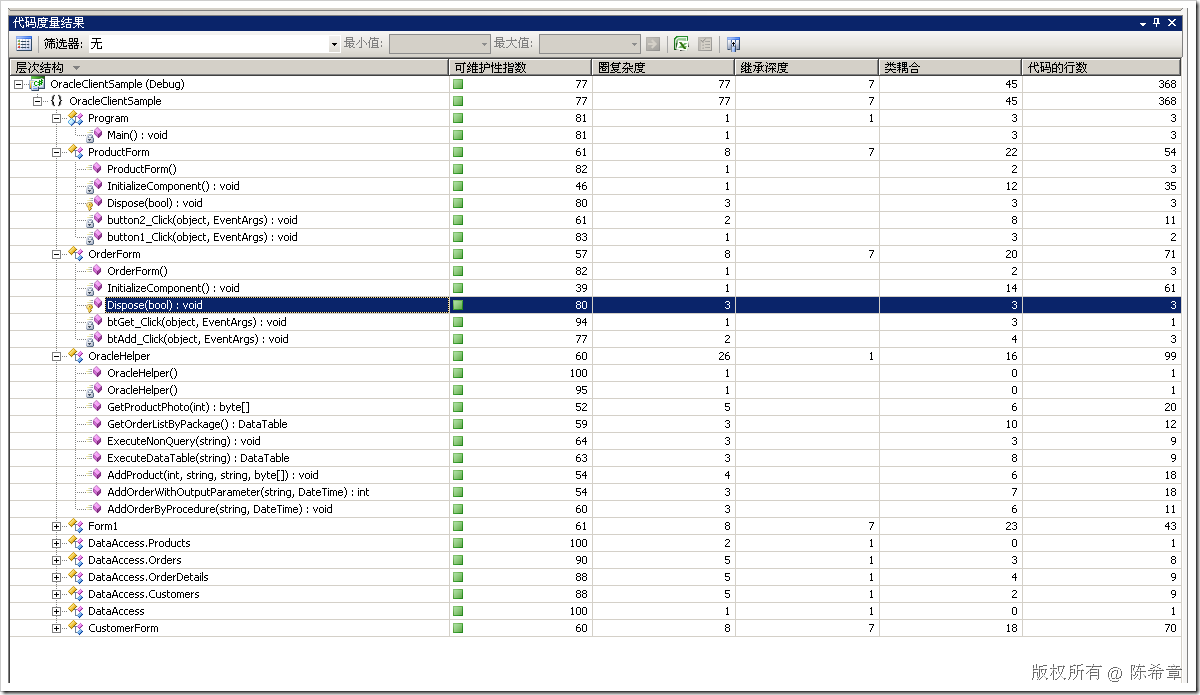 代码度量结果
筛选器: 无 最小值: 最大值:
层次结构 可维护性指数 圈复杂度 继承深度 类耦合 代码的行数
OracleClientSample (Debug) 77 77 7 45 368
{} OracleClientSample 77 77 7 45 368
Program 81 1 1 3 3
Main() : void 81 1 3 3
ProductForm 61 8 7 22 54
ProductForm() 82 1 2 3
InitializeComponent() : void 46 1 12 35
Dispose(bool) : void 80 3 3 3
button2_Click(object, EventArgs) : void 61 2 8 11
button1_Click(object, EventArgs) : void 83 1 3 2
OrderForm 57 8 7 20 71
OrderForm() 82 1 2 3
InitializeComponent() : void 39 1 14 61
Dispose(bool) : void 80 3 3 3
btGet_Click(object, EventArgs) : void 94 1 3 1
btAdd_Click(object, EventArgs) : void 77 2 4 3
OracleHelper 60 26 1 16 99
OracleHelper() 100 1 0 1
OracleHelper() 95 1 0 1
GetProductPhoto(int) : byte[] 52 5 6 20
GetOrderListByPackage() : DataTable 59 3 10 12
ExecuteNonQuery(string) : void 64 3 3 9
ExecuteDataTable(string) : DataTable 63 3 8 9
AddProduct(int, string, string, byte[]) : void 54 4 6 18
AddOrderWithOutputParameter(string, DateTime) : int 54 3 7 18
AddOrderByProcedure(string, DateTime) : void 60 3 6 11
Form1 61 8 7 23 43
DataAccess.Products 100 2 1 0 1
DataAccess.Orders 90 5 1 3 8
DataAccess.OrderDetails 88 5 1 4 9
DataAccess.Customers 88 5 1 2 9
DataAccess 100 1 1 0 1
CustomerForm 60 8 7 18 70
版权所有 @ 陈希章